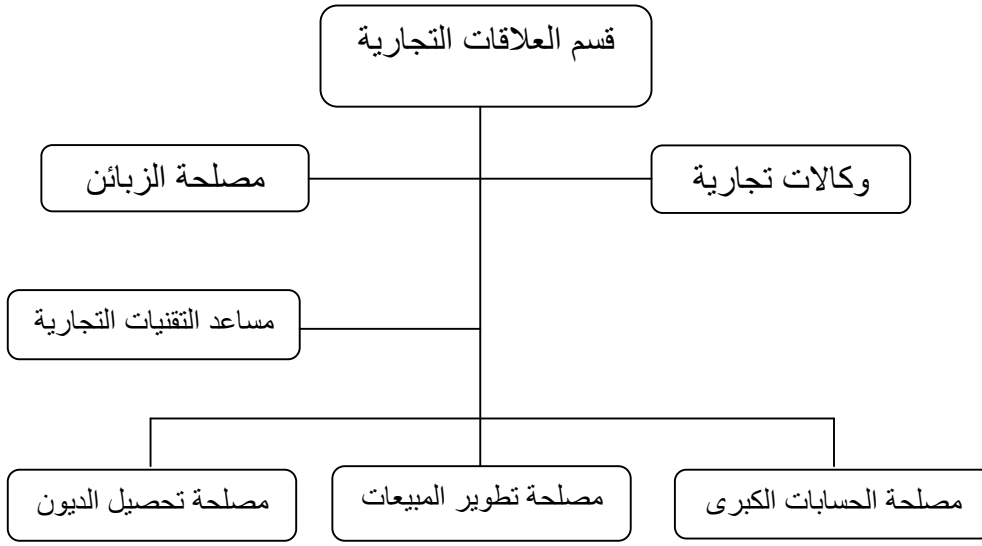 قسم العلاقات التجارية
وكالات تجارية
مصلحة الزبائن
مساعد التقنيات التجارية
مصلحة الحسابات الكبرى
مصلحة تطوير المبيعات
مصلحة تحصيل الديون